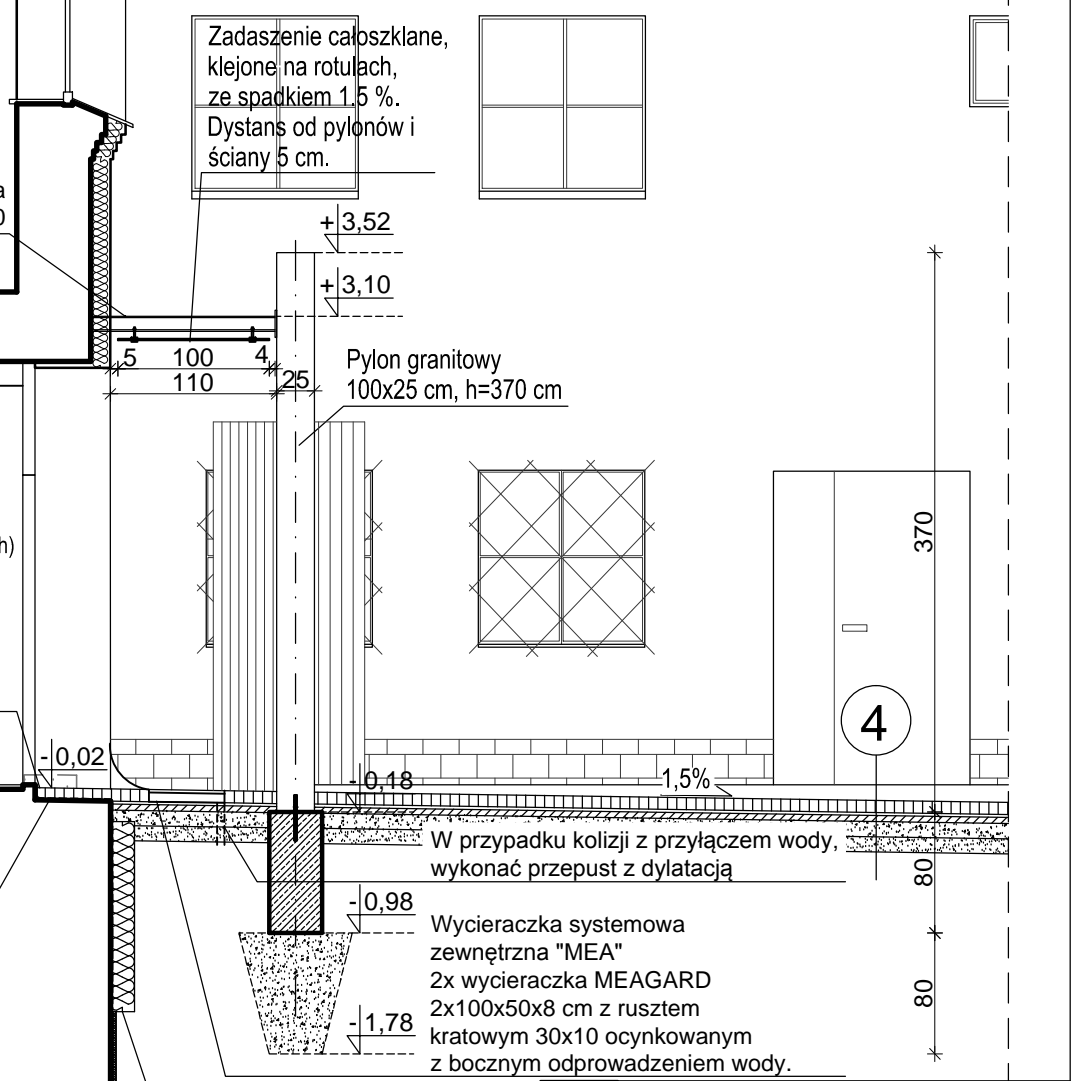 Zadaszenie całoszklane,
klejone na rotulach,
ze spadkiem 1.5 %.
Dystans od pylonów i
ściany 5 cm.
a
0
+ 3,52
+ 3,10
5 100 4
110 25
Pylon granitowy
100x25 cm, h=370 cm
370
h)
4
- 0,02
- 0,18
1,5%
W przypadku kolizji z przyłączem wody,
wykonać przepust z dylatacją
80
- 0,98
Wycieraczka systemowa
zewnętrzna "MEA"
2x wycieraczka MEAGARD
2x100x50x8 cm z rusztem
kratowym 30x10 ocynkowanym
z bocznym odprowadzeniem wody.
80
- 1,78